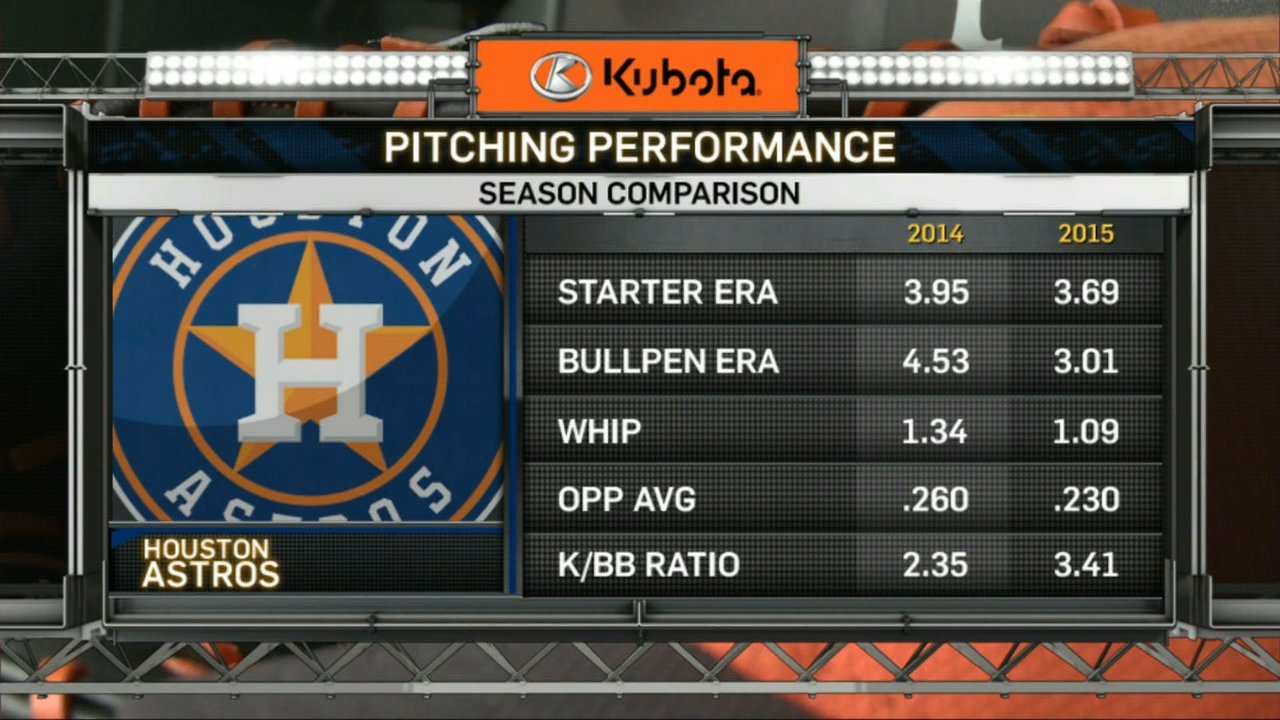 Kubota
PITCHING PERFORMANCE
SEASON COMPARISON
HOUSTON
ASTROS
H
HOUSTON
ASTROS
2014 2015
STARTER ERA 3.95 3.69
BULLPEN ERA 4.53 3.01
WHIP 1.34 1.09
OPP AVG .260 .230
K/BB RATIO 2.35 3.41